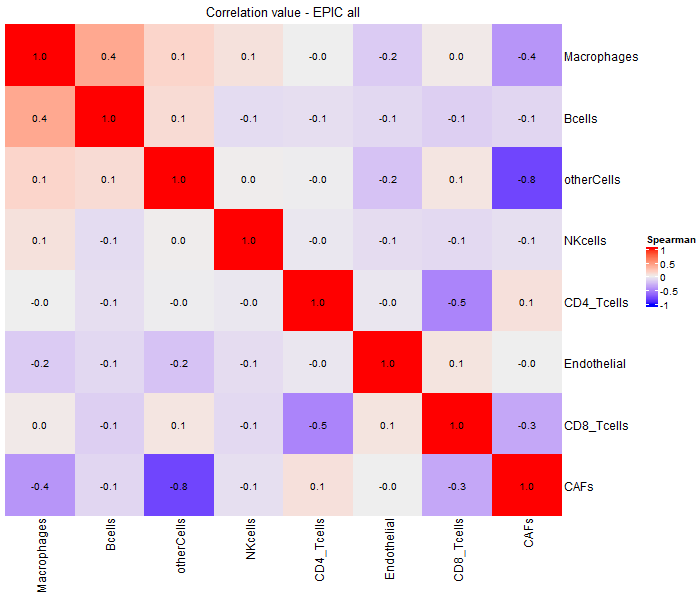 Correlation value - EPIC all
1.0 0.4 0.1 0.1 -0.0 -0.2 0.0 -0.4 Macrophages
0.4 1.0 0.1 -0.1 -0.1 -0.1 -0.1 -0.1 Bcells
0.1 0.1 1.0 0.0 -0.0 -0.2 0.1 -0.8 otherCells
0.1 -0.1 0.0 1.0 -0.0 -0.1 -0.1 -0.1 NKcells
-0.0 -0.1 -0.0 -0.0 1.0 -0.0 -0.5 0.1 CD4_Tcells
-0.2 -0.1 -0.2 -0.1 -0.0 1.0 0.1 -0.0 Endothelial
0.0 -0.1 0.1 -0.1 -0.5 0.1 1.0 -0.3 CD8_Tcells
-0.4 -0.1 -0.8 -0.1 0.1 -0.0 -0.3 1.0 CAFs
Macrophages
Bcells
otherCells
NKcells
CD4_Tcells
Endothelial
CD8_Tcells
CAFs
Spearman
1
0.5
0
-0.5
-1